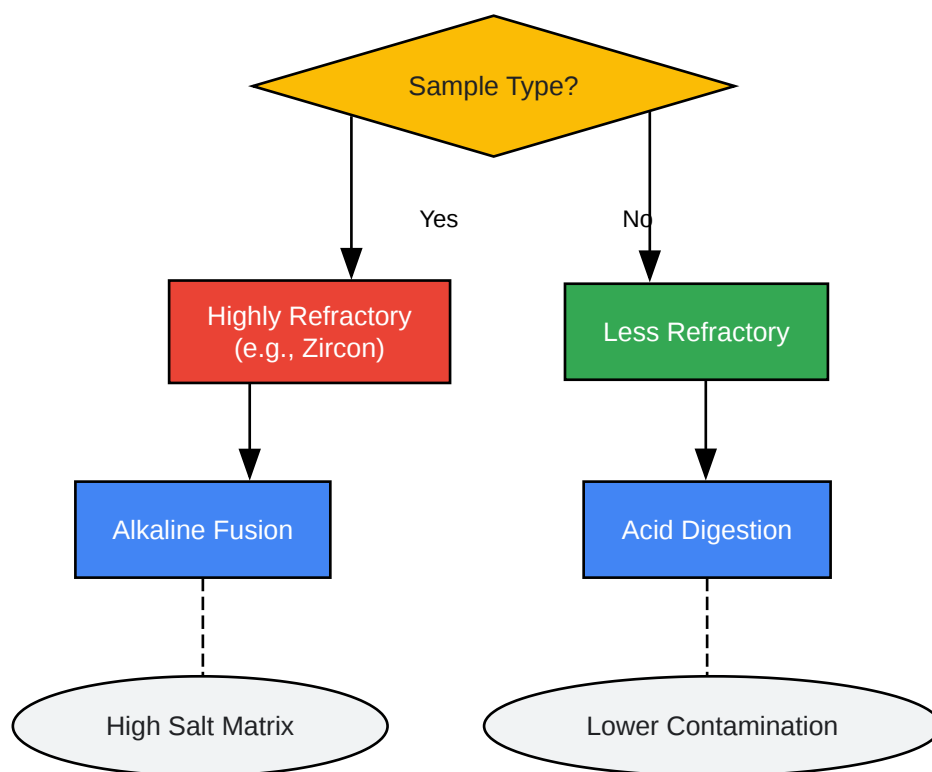 Sample Type?
Yes
No
Highly Refractory
(e.g., Zircon)
Less Refractory
Alkaline Fusion
Acid Digestion
High Salt Matrix
Lower Contamination